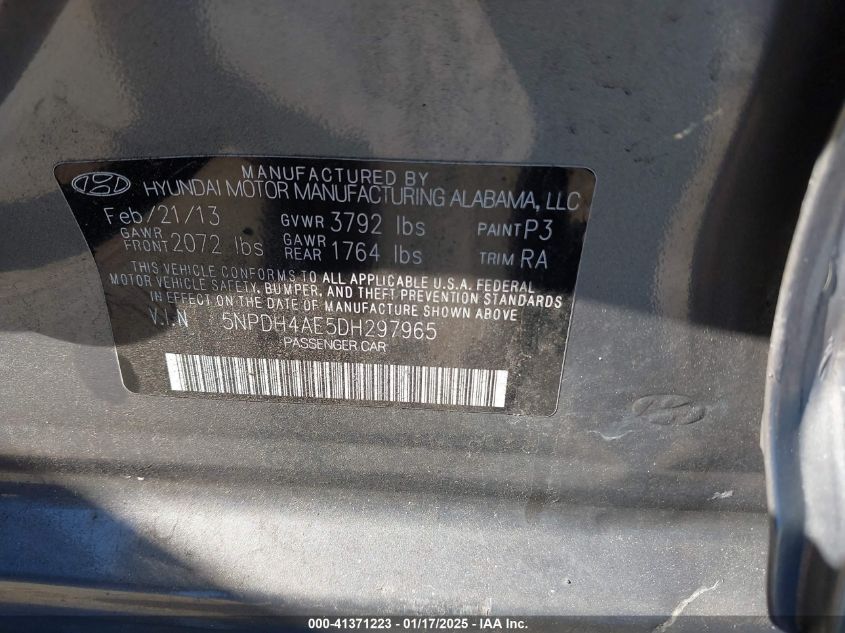 MANUFACTURED BY
HYUNDAI MOTOR MANUFACTURING ALABAMA, LLC
Feb/21/13 GVWR 3792 lbs PAINT P3
GAWR FRONT 2072 lbs GAWR REAR 1764 lbs TRIM RA
THIS VEHICLE CONFORMS TO ALL APPLICABLE U.S.A. FEDERAL
MOTOR VEHICLE SAFETY, BUMPER, AND THEFT PREVENTION STANDARDS
IN EFFECT ON THE DATE OF MANUFACTURE SHOWN ABOVE.
V.I.N 5NPDH4AE5DH297965
PASSENGER CAR
000-41371223 — 01/17/2025 — IAA Inc.